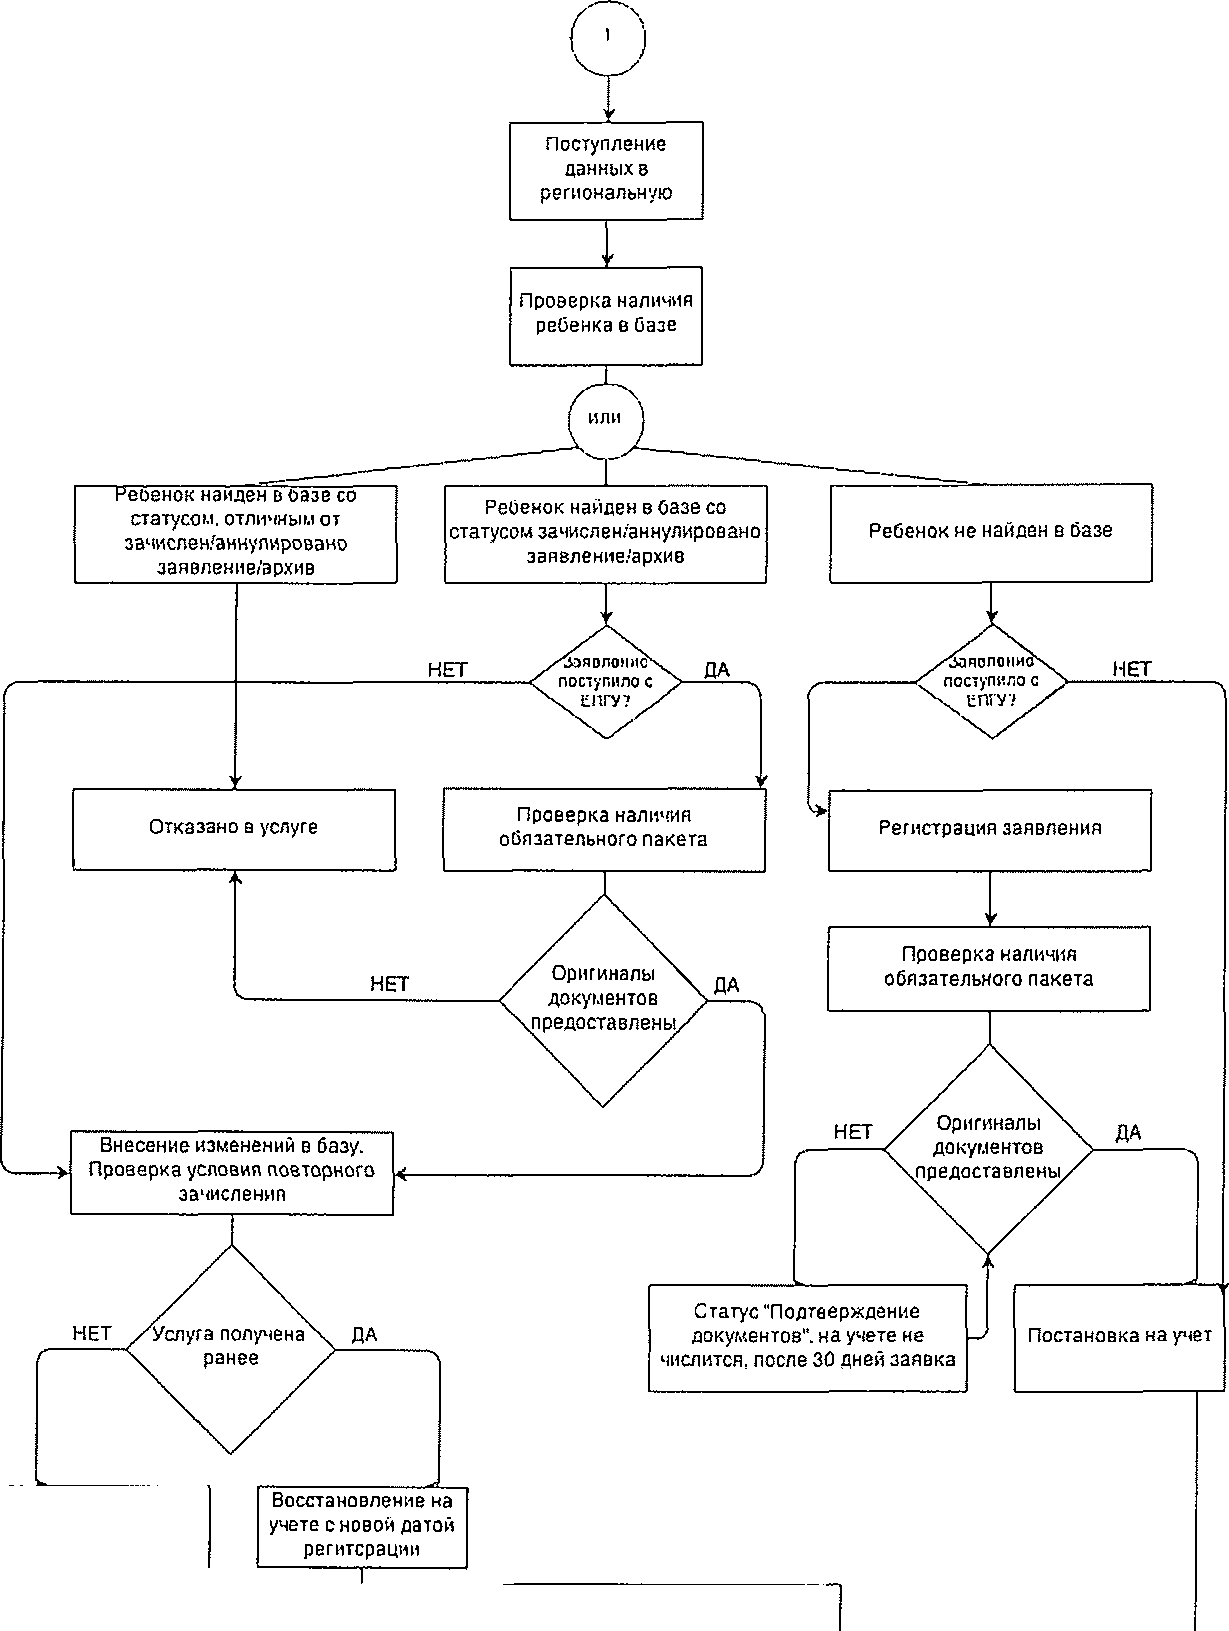 1
Поступление
данных в
региональную
Проверка наличия
ребенка в базе
или
Ребенок найден в базе со
статусом, отличным от
зачислен/аннулировано
заявление/архив
Ребенок найден в базе со
статусом зачислен/аннулировано
заявление/архив
Ребенок не найден в базе
НЕТ
Заявление
поступило с
ЕПГУ?
ДА
Заявление
поступило с
ЕПГУ?
НЕТ
Отказано в услуге
Проверка наличия
обязательного пакета
Регистрация заявления
Проверка наличия
обязательного пакета
НЕТ
Оригиналы
документов
предоставлены
ДА
НЕТ
Оригиналы
документов
предоставлены
ДА
Внесение изменений в базу.
Проверка условия повторного
зачисления
НЕТ
Услуга получена
ранее
ДА
Статус "Подтверждение
документов". на учете не
числится, после 30 дней заявка
Постановка на учет
Восстановление на
учете с новой датой
регитсрации